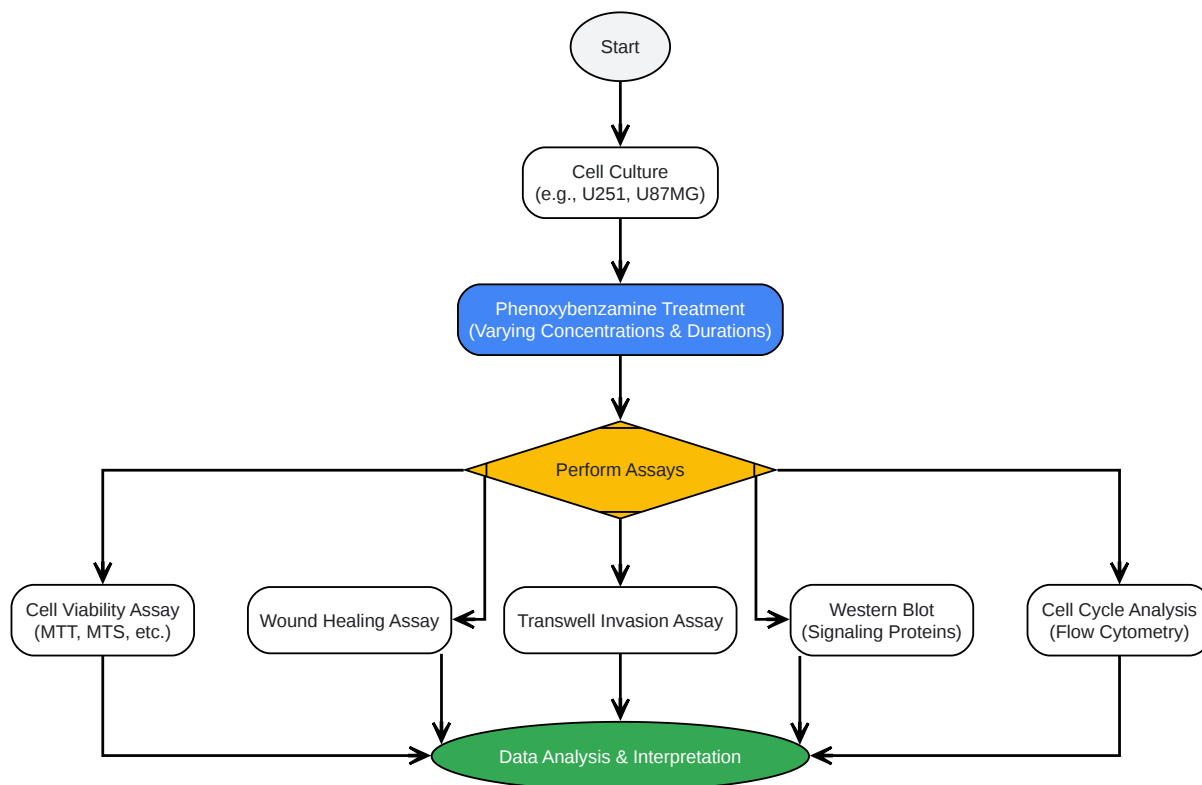 Start
Cell Culture
(e.g., U251, U87MG)
Phenoxybenzamine Treatment
(Varying Concentrations & Durations)
Perform Assays
Cell Viability Assay
(MTT, MTS, etc.)
Wound Healing Assay
Transwell Invasion Assay
Western Blot
(Signaling Proteins)
Cell Cycle Analysis
(Flow Cytometry)
Data Analysis & Interpretation